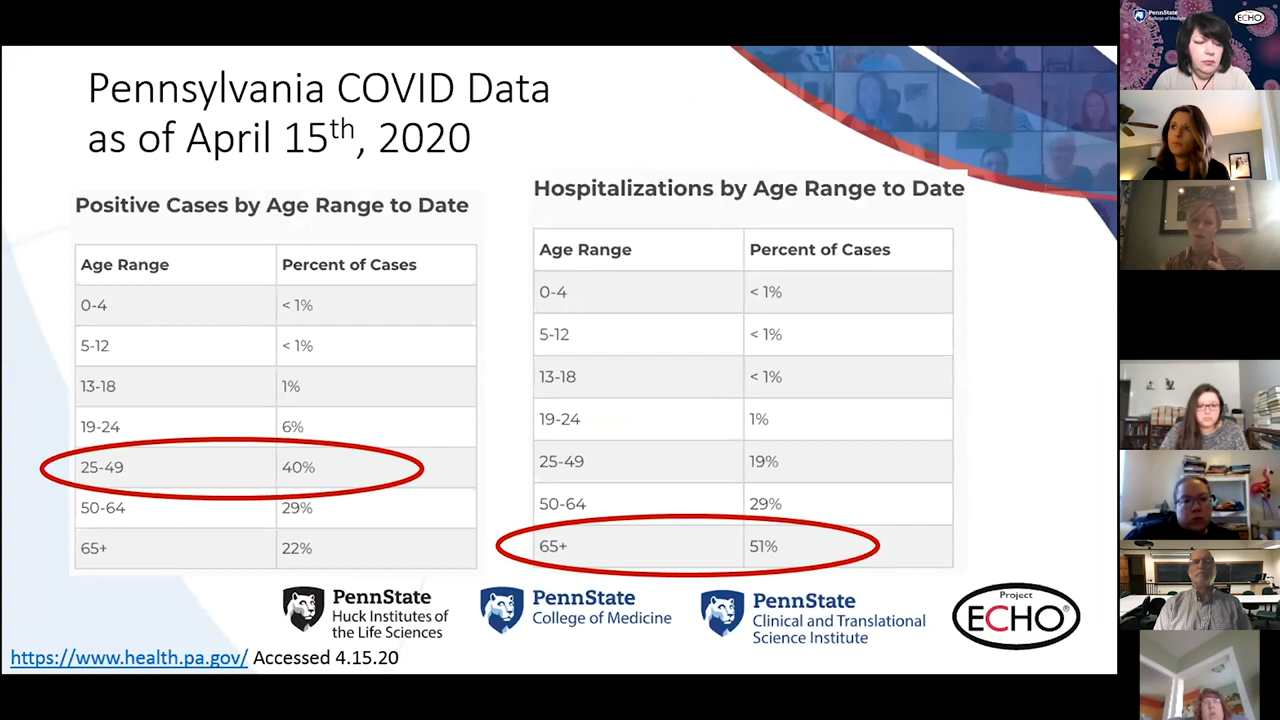 Pennsylvania COVID Data
as of April 15th, 2020
Positive Cases by Age Range to Date
Age Range Percent of Cases
0-4 < 1%
5-12 < 1%
13-18 1%
19-24 6%
25-49 40%
50-64 29%
65+ 22%
Hospitalizations by Age Range to Date
Age Range Percent of Cases
0-4 < 1%
5-12 < 1%
13-18 < 1%
19-24 1%
25-49 19%
50-64 29%
65+ 51%
PennState
Huck Institutes of
the Life Sciences
PennState
College of Medicine
PennState
Clinical and Translational
Science Institute
Project
ECHO®
https://www.health.pa.gov/ Accessed 4.15.20
PennState
College of Medicine
ECHO